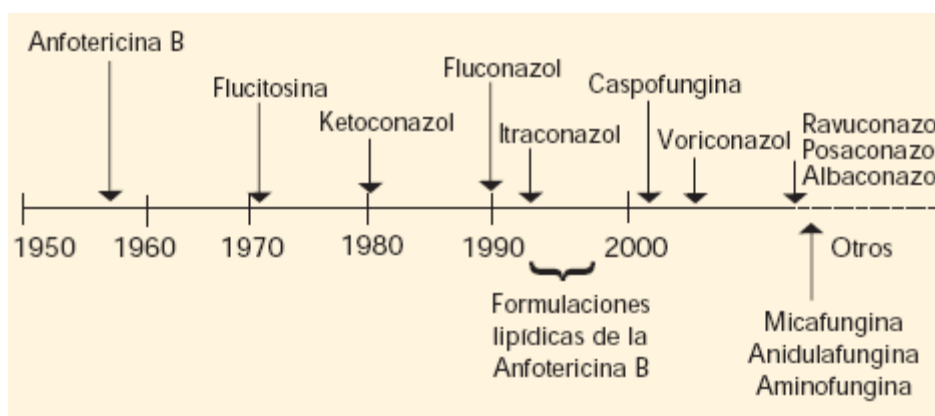 Anfotericina B
Flucitosina
Ketoconazol
Fluconazol
Itraconazol
Caspofungina
Voriconazol
Ravuconazo
Posaconazo
Albaconazo
1950 1960 1970 1980 1990 2000 Otros
Formulaciones
lipídicas de la
Anfotericina B
Micafungina
Anidulafungina
Aminofungina